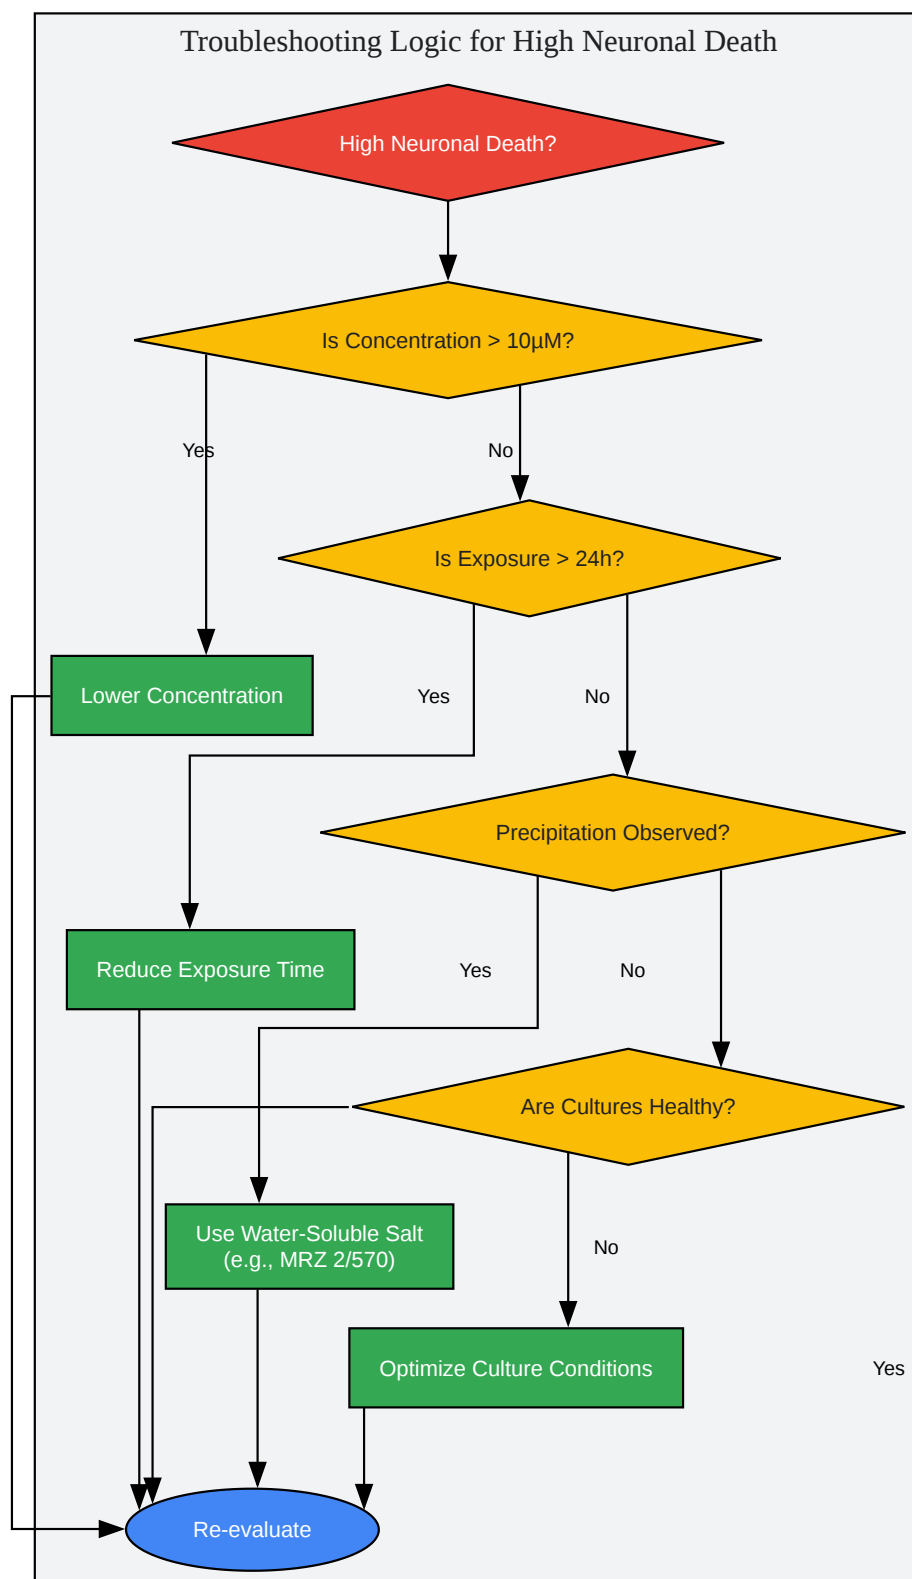 Troubleshooting Logic for High Neuronal Death
High Neuronal Death?
Is Concentration > 10µM?
Yes
No
Is Exposure > 24h?
Lower Concentration
Yes
No
Precipitation Observed?
Reduce Exposure Time
Yes
No
Are Cultures Healthy?
Use Water-Soluble Salt
(e.g., MRZ 2/570)
No
Optimize Culture Conditions
Yes
Re-evaluate